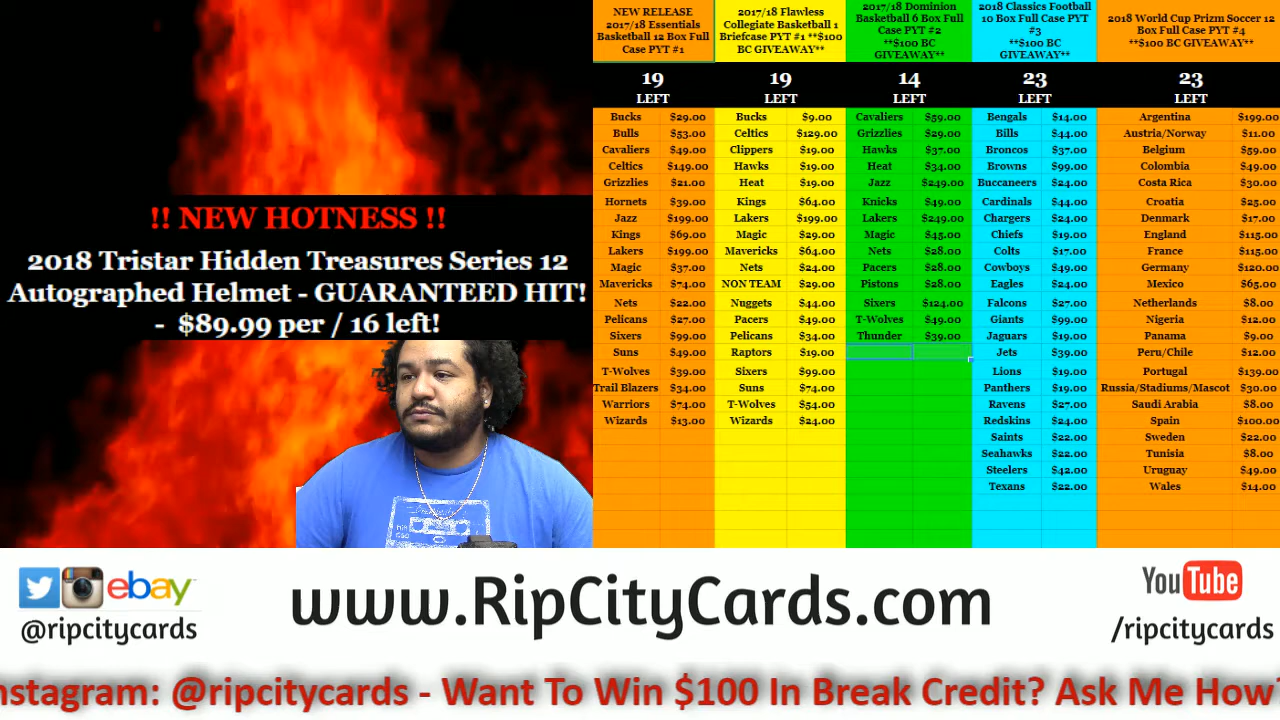 !! NEW HOTNESS !!
2018 Tristar Hidden Treasures Series 12
Autographed Helmet - GUARANTEED HIT!
- $89.99 per / 16 left!
NEW RELEASE
2017/18 Essentials
Basketball 12 Box Full
Case PYT #1
19
LEFT
Bucks $29.00
Bulls $53.00
Cavaliers $49.00
Celtics $149.00
Grizzlies $21.00
Hornets $39.00
Jazz $199.00
Kings $69.00
Lakers $199.00
Magic $37.00
Mavericks $74.00
Nets $22.00
Pelicans $27.00
Sixers $99.00
Suns $49.00
T-Wolves $39.00
Trail Blazers $34.00
Warriors $74.00
Wizards $13.00
2017/18 Flawless
Collegiate Basketball 1
Briefcase PYT #1 **$100
BC GIVEAWAY**
19
LEFT
Bucks $9.00
Celtics $129.00
Clippers $19.00
Hawks $19.00
Heat $19.00
Kings $64.00
Lakers $199.00
Magic $29.00
Mavericks $64.00
Nets $24.00
NON TEAM $29.00
Nuggets $44.00
Pacers $49.00
Pelicans $34.00
Raptors $19.00
Sixers $99.00
Suns $74.00
T-Wolves $54.00
Wizards $24.00
2017/18 Dominion
Basketball 6 Box Full
Case PYT #2
**$100 BC
GIVEAWAY**
14
LEFT
Cavaliers $59.00
Grizzlies $29.00
Hawks $37.00
Heat $34.00
Jazz $249.00
Knicks $49.00
Lakers $249.00
Magic $45.00
Nets $28.00
Pacers $28.00
Pistons $28.00
Sixers $124.00
T-Wolves $49.00
Thunder $39.00
2018 Classics Football
10 Box Full Case PYT
#3
**$100 BC
GIVEAWAY**
23
LEFT
Bengals $14.00
Bills $44.00
Broncos $37.00
Browns $99.00
Buccaneers $24.00
Cardinals $44.00
Chargers $24.00
Chiefs $19.00
Colts $17.00
Cowboys $49.00
Eagles $24.00
Falcons $27.00
Giants $99.00
Jaguars $19.00
Jets $39.00
Lions $19.00
Panthers $19.00
Ravens $27.00
Redskins $24.00
Saints $22.00
Seahawks $22.00
Steelers $42.00
Texans $22.00
2018 World Cup Prizm Soccer 12
Box Full Case PYT #4
**$100 BC GIVEAWAY**
23
LEFT
Argentina $199.00
Austria/Norway $11.00
Belgium $59.00
Colombia $49.00
Costa Rica $30.00
Croatia $25.00
Denmark $17.00
England $115.00
France $115.00
Germany $120.00
Mexico $65.00
Netherlands $8.00
Nigeria $12.00
Panama $9.00
Peru/Chile $12.00
Portugal $139.00
Russia/Stadiums/Mascot $30.00
Saudi Arabia $8.00
Spain $100.00
Sweden $22.00
Tunisia $8.00
Uruguay $49.00
Wales $14.00
ebay
@ripcitycards
www.RipCityCards.com
YouTube
/ripcitycards
nstagram: @ripcitycards - Want To Win $100 In Break Credit? Ask Me How?